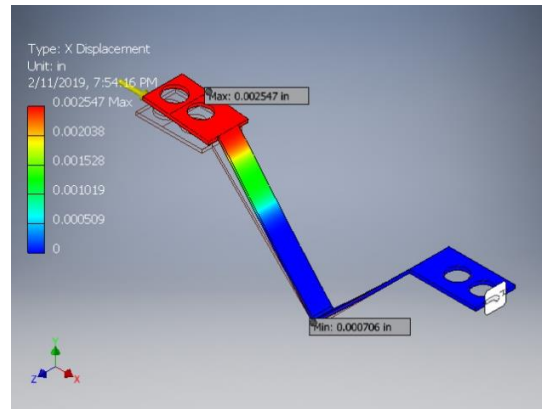 Type: X Displacement
Unit: in
2/11/2019, 7:54:16 PM
0.002547 Max
0.002038
0.001528
0.001019
0.000509
0
Max: 0.002547 in
Min: 0.000706 in
Y
Z
X